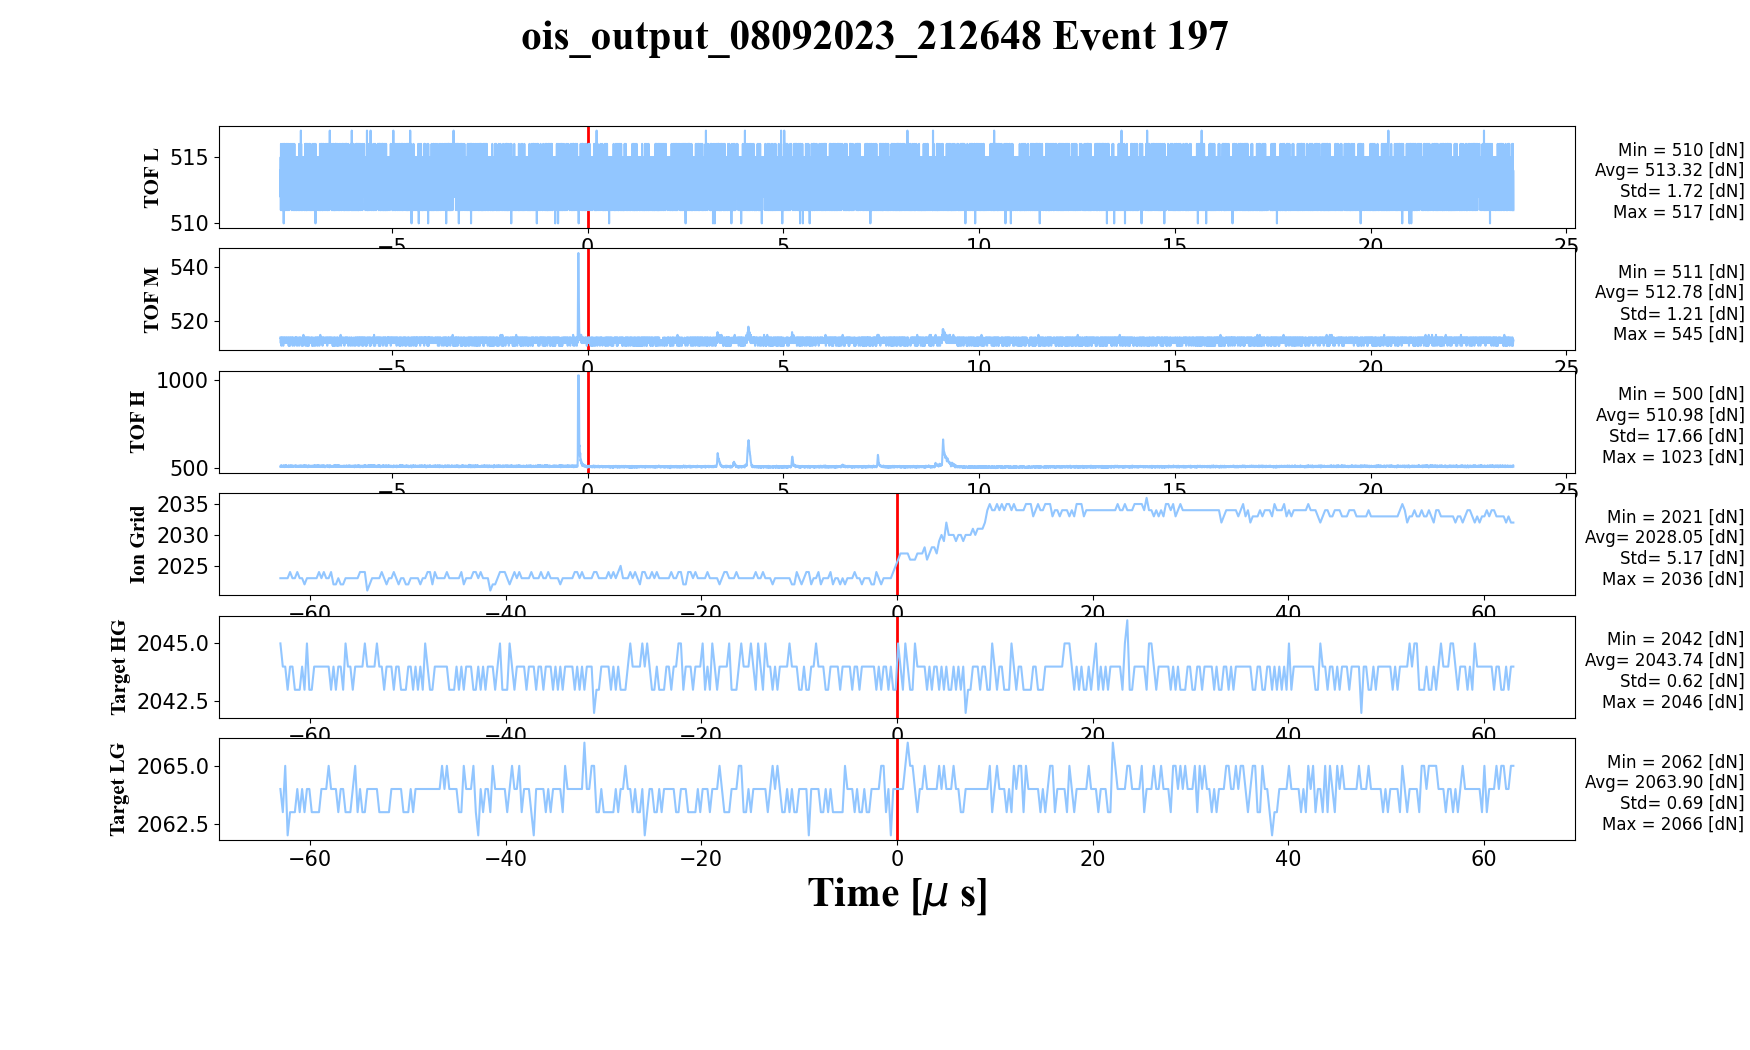 ois_output_08092023_212648 Event 197
TOF L
515
510
−5 0 5 10 15 20 25
Min = 510 [dN]
Avg= 513.32 [dN]
Std= 1.72 [dN]
Max = 517 [dN]
TOF M
540
520
−5 0 5 10 15 20 25
Min = 511 [dN]
Avg= 512.78 [dN]
Std= 1.21 [dN]
Max = 545 [dN]
TOF H
1000
500
−5 0 5 10 15 20 25
Min = 500 [dN]
Avg= 510.98 [dN]
Std= 17.66 [dN]
Max = 1023 [dN]
Ion Grid
2035
2030
2025
−60 −40 −20 0 20 40 60
Min = 2021 [dN]
Avg= 2028.05 [dN]
Std= 5.17 [dN]
Max = 2036 [dN]
Target HG
2045.0
2042.5
−60 −40 −20 0 20 40 60
Min = 2042 [dN]
Avg= 2043.74 [dN]
Std= 0.62 [dN]
Max = 2046 [dN]
Target LG
2065.0
2062.5
−60 −40 −20 0 20 40 60
Min = 2062 [dN]
Avg= 2063.90 [dN]
Std= 0.69 [dN]
Max = 2066 [dN]
Time [μ s]